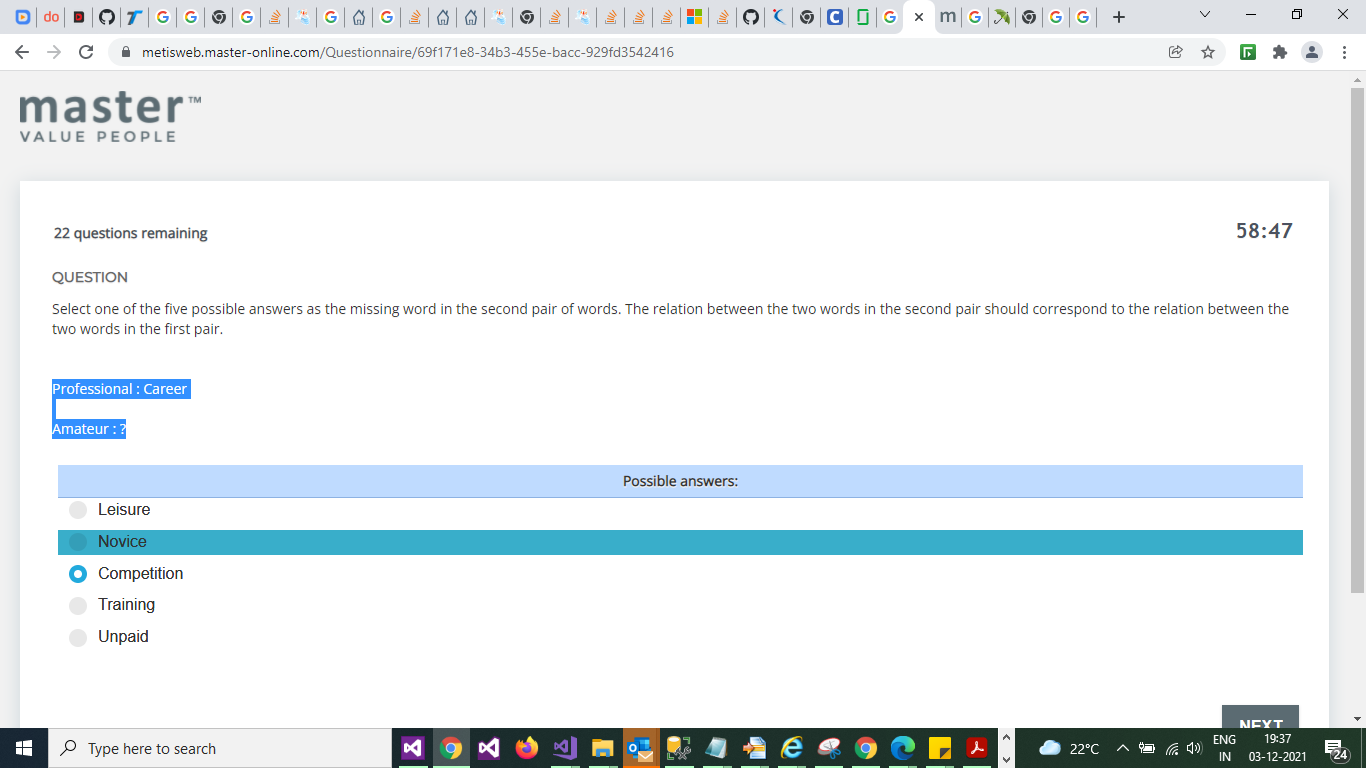 do
metisweb.master-online.com/Questionnaire/69f171e8-34b3-455e-bacc-929fd3542416
master™
VALUE PEOPLE
22 questions remaining
58:47
QUESTION
Select one of the five possible answers as the missing word in the second pair of words. The relation between the two words in the second pair should correspond to the relation between the
two words in the first pair.
Professional : Career
Amateur : ?
Possible answers:
Leisure
Novice
Competition
Training
Unpaid
NEXT
Type here to search
22°C
ENG
IN
19:37
03-12-2021
24